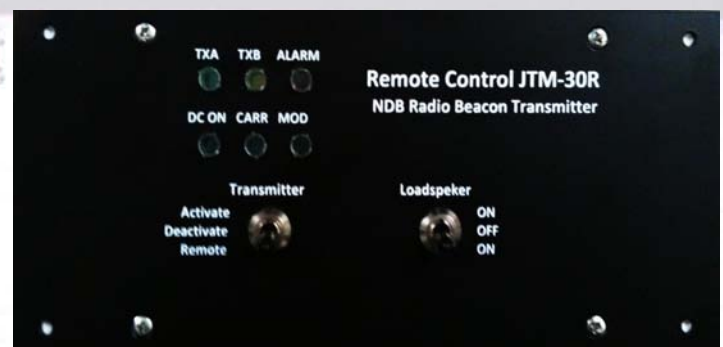 TXA TXB ALARM
Remote Control JTM-30R
NDB Radio Beacon Transmitter
DC ON CARR MOD
Transmitter
Activate
Deactivate
Remote
Loadspeker
ON
OFF
ON